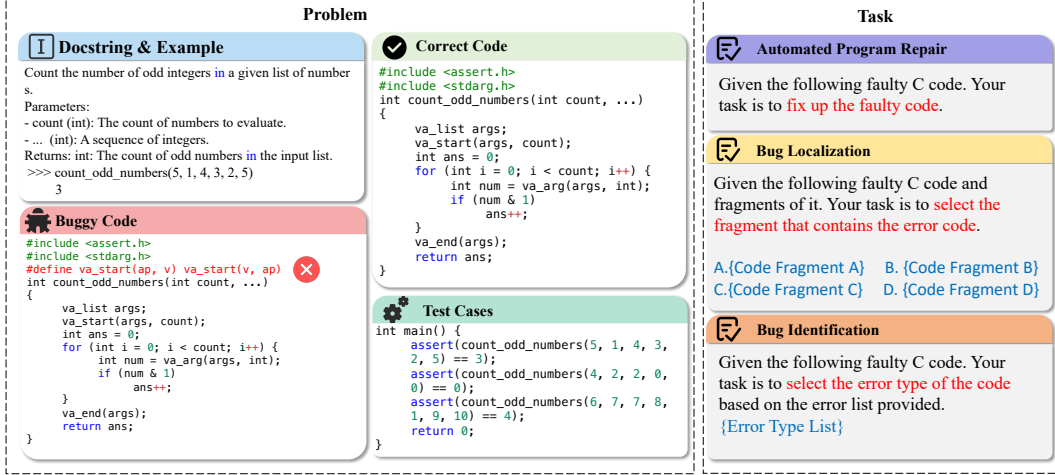 Problem
Docstring & Example
Count the number of odd integers in a given list of number
s.
Parameters:
- count (int): The count of numbers to evaluate.
- ... (int): A sequence of integers.
Returns: int: The count of odd numbers in the input list.
>>> count_odd_numbers(5, 1, 4, 3, 2, 5)
3
Buggy Code
#include <assert.h>
#include <stdarg.h>
#define va_start(ap, v) va_start(v, ap)
int count_odd_numbers(int count, ...)
{
va_list args;
va_start(args, count);
int ans = 0;
for (int i = 0; i < count; i++) {
int num = va_arg(args, int);
if (num & 1)
ans++;
}
va_end(args);
return ans;
}
Correct Code
#include <assert.h>
#include <stdarg.h>
int count_odd_numbers(int count, ...)
{
va_list args;
va_start(args, count);
int ans = 0;
for (int i = 0; i < count; i++) {
int num = va_arg(args, int);
if (num & 1)
ans++;
}
va_end(args);
return ans;
}
Test Cases
int main() {
assert(count_odd_numbers(5, 1, 4, 3,
2, 5) == 3);
assert(count_odd_numbers(4, 2, 2, 0,
0) == 0);
assert(count_odd_numbers(6, 7, 7, 8,
1, 9, 10) == 4);
return 0;
}
Task
Automated Program Repair
Given the following faulty C code. Your
task is to fix up the faulty code.
Bug Localization
Given the following faulty C code and
fragments of it. Your task is to select the
fragment that contains the error code.
A.{Code Fragment A} B. {Code Fragment B}
C.{Code Fragment C} D. {Code Fragment D}
Bug Identification
Given the following faulty C code. Your
task is to select the error type of the code
based on the error list provided.
{Error Type List}